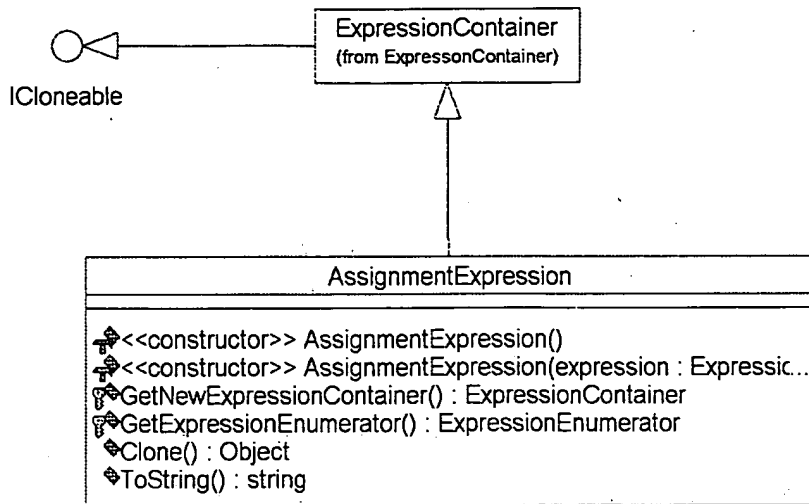 ExpressionContainer
(from ExpressonContainer)
ICloneable
AssignmentExpression
<<constructor>> AssignmentExpression()
<<constructor>> AssignmentExpression(expression : Expressic...
GetNewExpressionContainer() : ExpressionContainer
GetExpressionEnumerator() : ExpressionEnumerator
Clone() : Object
ToString() : string